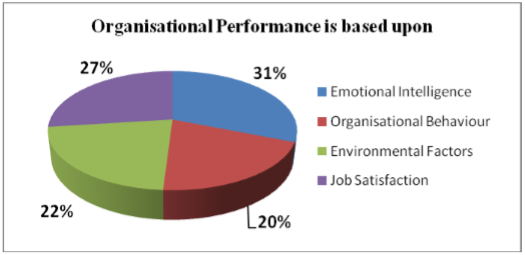 Organisational Performance is based upon
27%
31%
Emotional Intelligence
Organisational Behaviour
Environmental Factors
Job Satisfaction
22%
20%